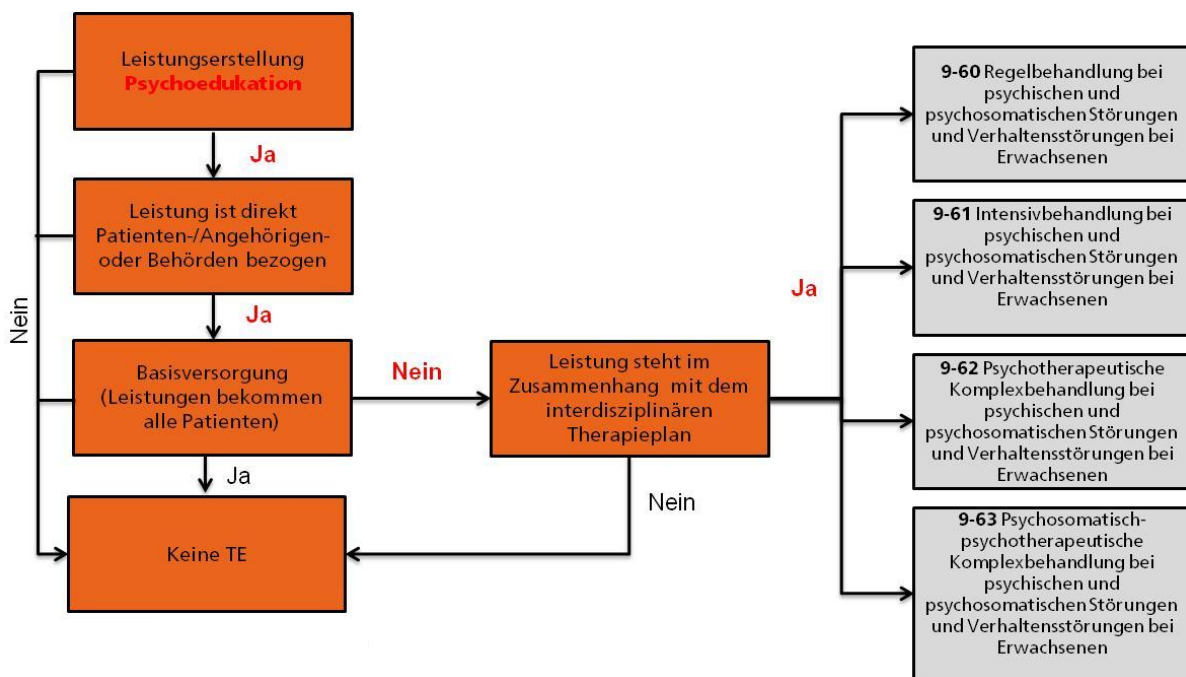 Leistungserstellung
Psychoedukation
Ja
Leistung ist direkt
Patienten-/Angehörigen-
oder Behörden bezogen
Nein
Ja
Basisversorgung
(Leistungen bekommen
alle Patienten)
Nein
Ja
Keine TE
Leistung steht im
Zusammenhang mit dem
interdisziplinären
Therapieplan
Nein
Ja
9-60 Regelbehandlung bei
psychischen und
psychosomatischen Störungen
und Verhaltensstörungen bei
Erwachsenen
9-61 Intensivbehandlung bei
psychischen und
psychosomatischen Störungen
und Verhaltensstörungen bei
Erwachsenen
9-62 Psychotherapeutische
Komplexbehandlung bei
psychischen und
psychosomatischen Störungen
und Verhaltensstörungen bei
Erwachsenen
9-63 Psychosomatisch-
psychotherapeutische
Komplexbehandlung bei
psychischen und
psychosomatischen Störungen
und Verhaltensstörungen bei
Erwachsenen